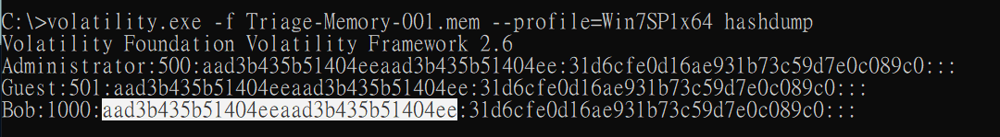 C:\>volatility.exe -f Triage-Memory-001.mem --profile=Win7SP1x64 hashdump
Volatility Foundation Volatility Framework 2.6
Administrator:500:aad3b435b51404eeaad3b435b51404ee:31d6cfe0d16ae931b73c59d7e0c089c0:::
Guest:501:aad3b435b51404eeaad3b435b51404ee:31d6cfe0d16ae931b73c59d7e0c089c0:::
Bob:1000:aad3b435b51404eeaad3b435b51404ee:31d6cfe0d16ae931b73c59d7e0c089c0:::